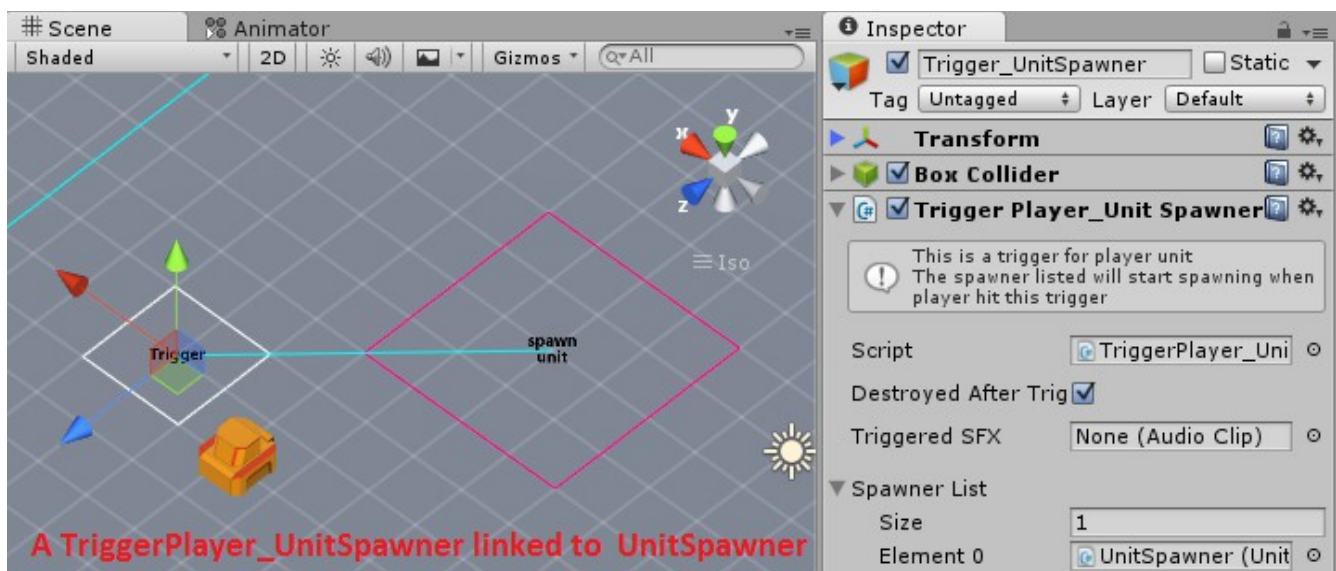 Scene
Animator
Shaded
2D
Gizmos
All
y
x
z
Iso
Trigger
spawn
unit
A TriggerPlayer_UnitSpawner linked to UnitSpawner
Inspector
Trigger_UnitSpawner
Static
Tag Untagged Layer Default
Transform
Box Collider
Trigger Player_Unit Spawner
This is a trigger for player unit
The spawner listed will start spawning when
player hit this trigger
Script TriggerPlayer_Uni
Destroyed After Trig
Triggered SFX None (Audio Clip)
Spawner List
Size 1
Element 0 UnitSpawner (Unit